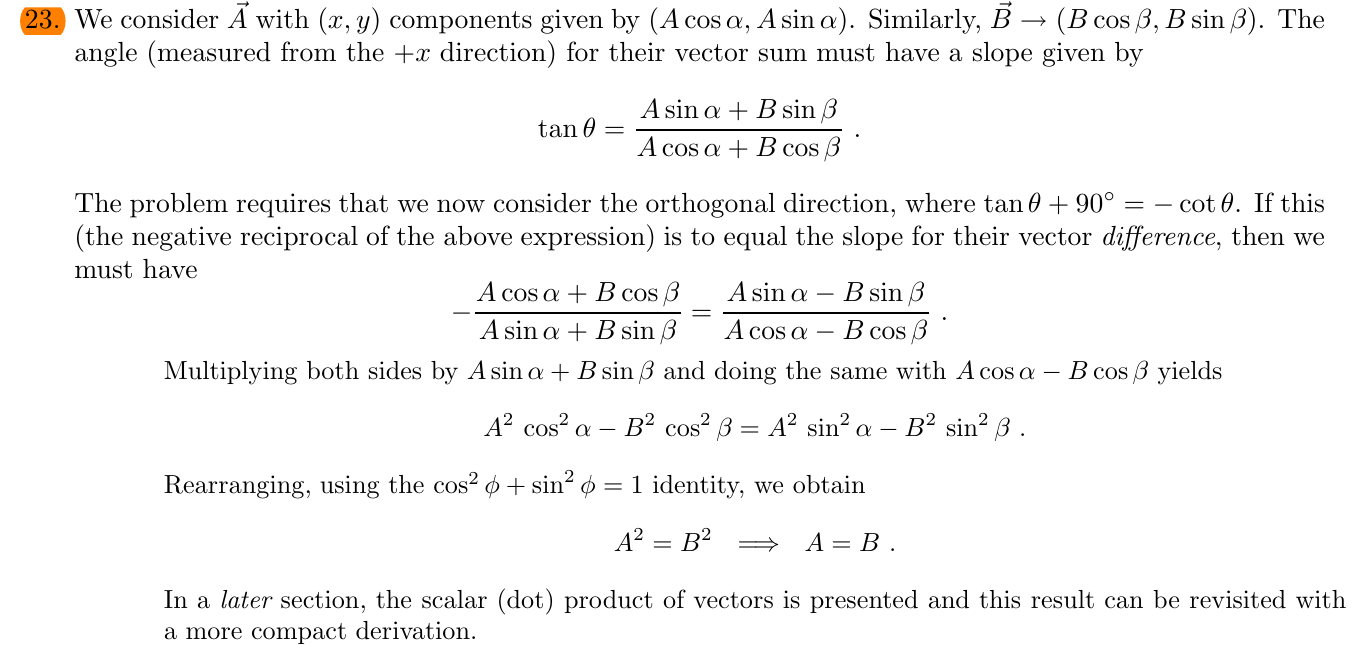 23. We consider $\vec{A}$ with $(x, y)$ components given by $(A \cos \alpha, A \sin \alpha)$. Similarly, $\vec{B} \to (B \cos \beta, B \sin \beta)$. The
angle (measured from the $+x$ direction) for their vector sum must have a slope given by
$\tan \theta = \frac{A \sin \alpha + B \sin \beta}{A \cos \alpha + B \cos \beta}$ .
The problem requires that we now consider the orthogonal direction, where $\tan \theta + 90^\circ = -\cot \theta$. If this
(the negative reciprocal of the above expression) is to equal the slope for their vector difference, then we
must have
$-\frac{A \cos \alpha + B \cos \beta}{A \sin \alpha + B \sin \beta} = \frac{A \sin \alpha - B \sin \beta}{A \cos \alpha - B \cos \beta}$ .
Multiplying both sides by $A \sin \alpha + B \sin \beta$ and doing the same with $A \cos \alpha - B \cos \beta$ yields
$A^2 \cos^2 \alpha - B^2 \cos^2 \beta = A^2 \sin^2 \alpha - B^2 \sin^2 \beta$ .
Rearranging, using the $\cos^2 \phi + \sin^2 \phi = 1$ identity, we obtain
$A^2 = B^2 \implies A = B$ .
In a later section, the scalar (dot) product of vectors is presented and this result can be revisited with
a more compact derivation.